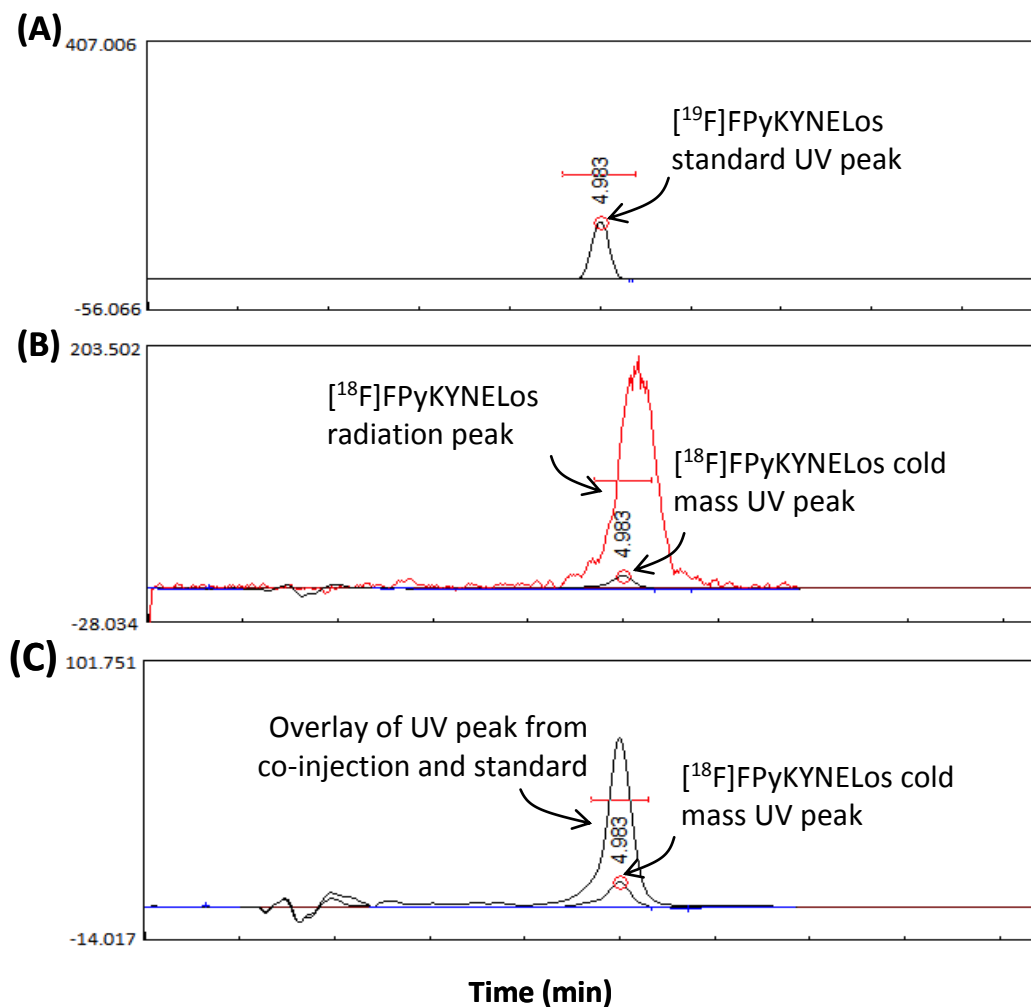 (A)
407.006
[¹⁹F]FPyKYNELos
standard UV peak
4.983
-56.066
(B)
203.502
[¹⁸F]FPyKYNELos
radiation peak
[¹⁸F]FPyKYNELos cold
mass UV peak
4.983
-28.034
(C)
101.751
Overlay of UV peak from
co-injection and standard
[¹⁸F]FPyKYNELos cold
mass UV peak
4.983
-14.017
Time (min)